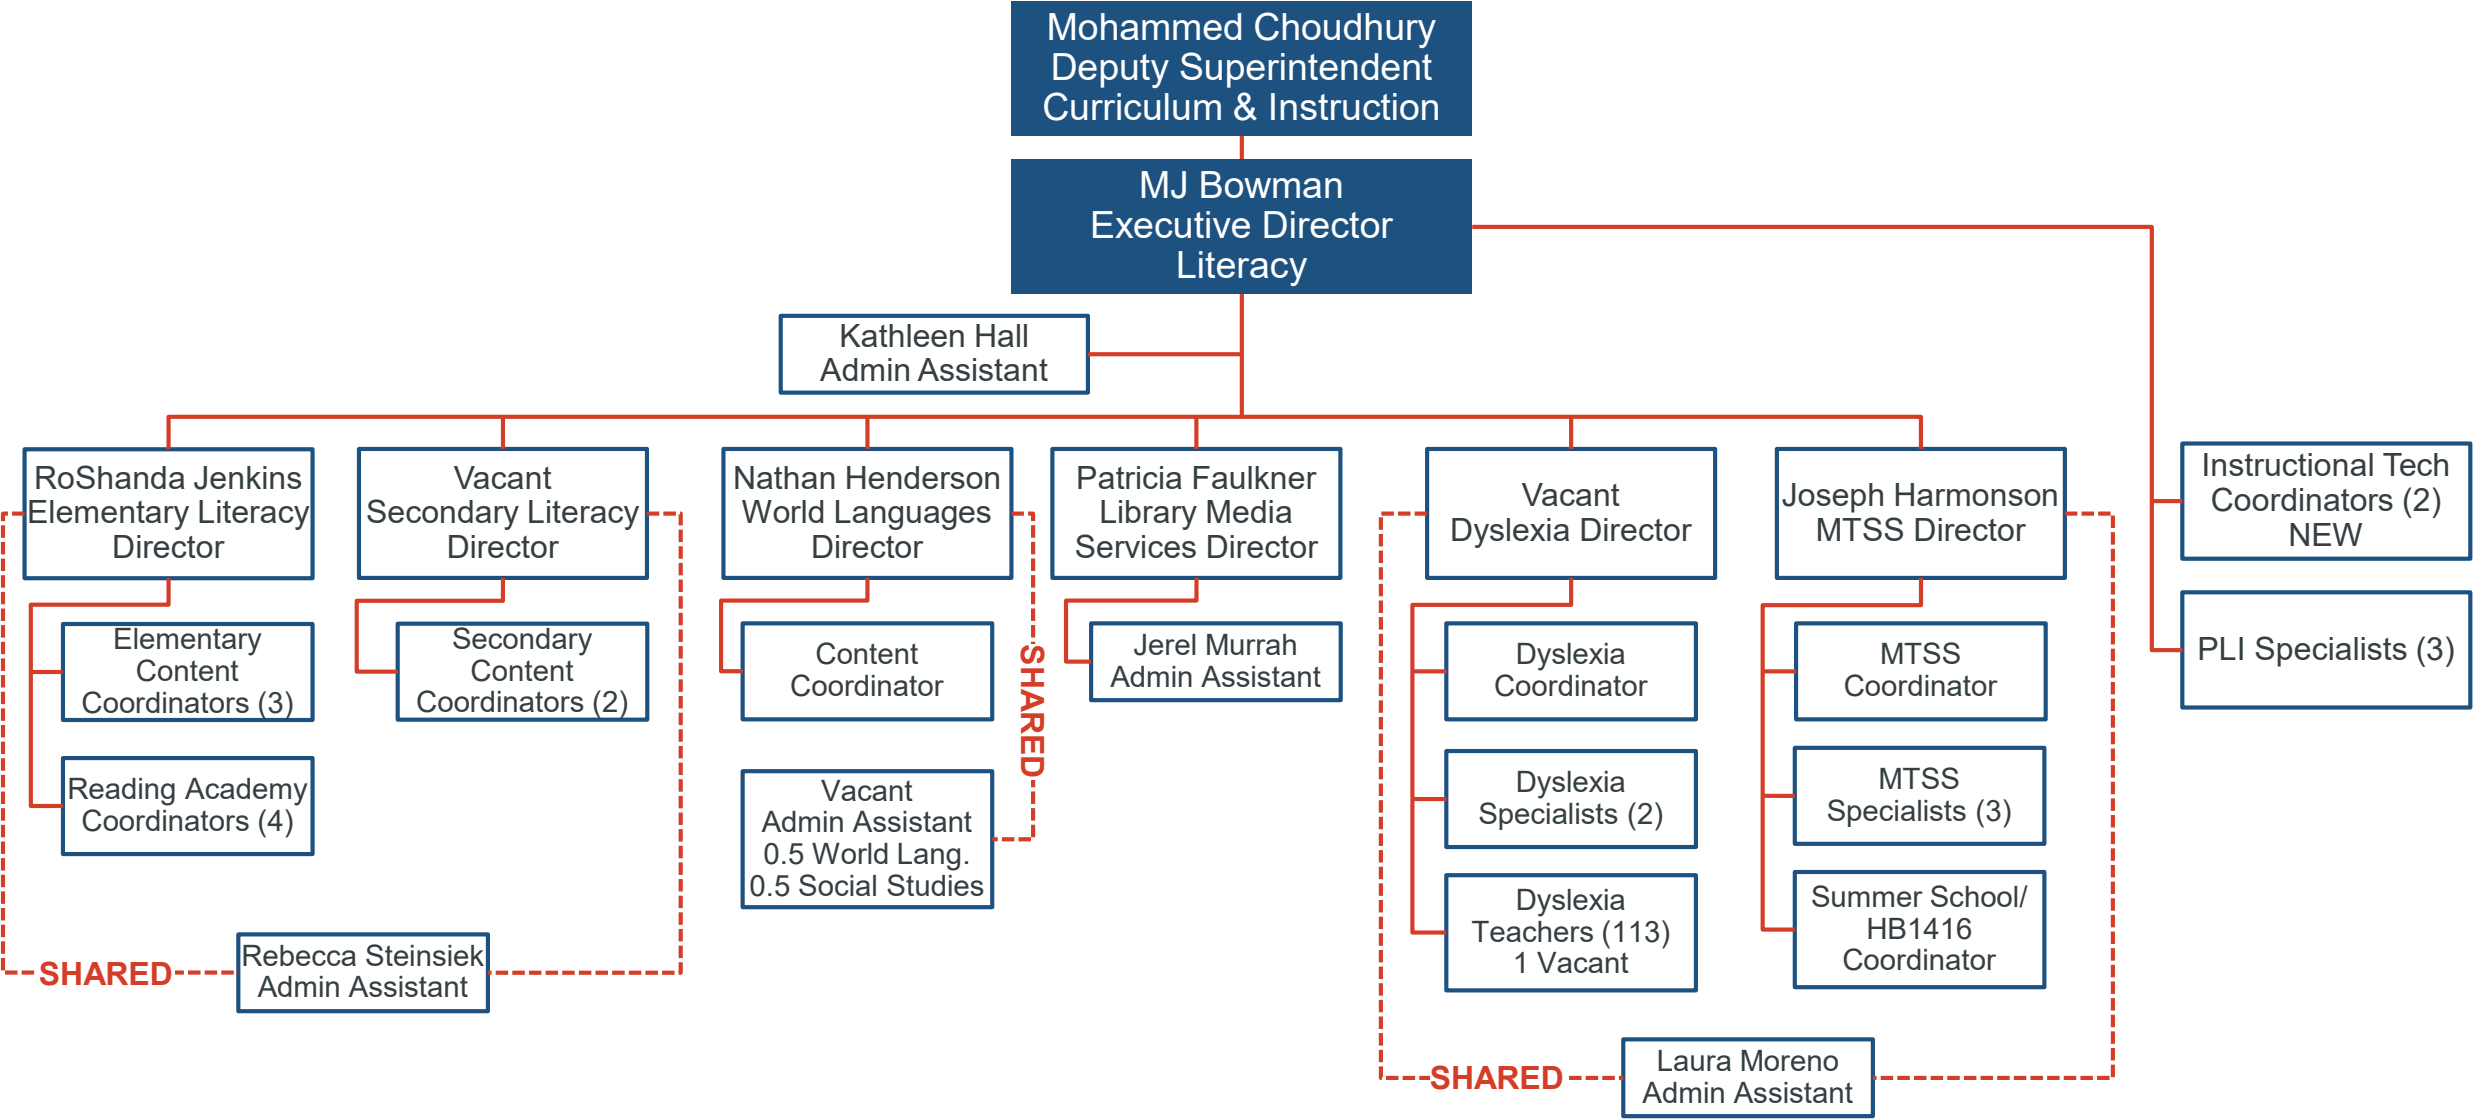 Mohammed Choudhury
Deputy Superintendent
Curriculum & Instruction
MJ Bowman
Executive Director
Literacy
Kathleen Hall
Admin Assistant
RoShanda Jenkins
Elementary Literacy
Director
Vacant
Secondary Literacy
Director
Nathan Henderson
World Languages
Director
Patricia Faulkner
Library Media
Services Director
Vacant
Dyslexia Director
Joseph Harmonson
MTSS Director
Instructional Tech
Coordinators (2)
NEW
PLI Specialists (3)
Elementary
Content
Coordinators (3)
Reading Academy
Coordinators (4)
Secondary
Content
Coordinators (2)
Content
Coordinator
Vacant
Admin Assistant
0.5 World Lang.
0.5 Social Studies
SHARED
Jerel Murrah
Admin Assistant
Dyslexia
Coordinator
Dyslexia
Specialists (2)
Dyslexia
Teachers (113)
1 Vacant
MTSS
Coordinator
MTSS
Specialists (3)
Summer School/
HB1416
Coordinator
SHARED
Rebecca Steinsiek
Admin Assistant
SHARED
Laura Moreno
Admin Assistant